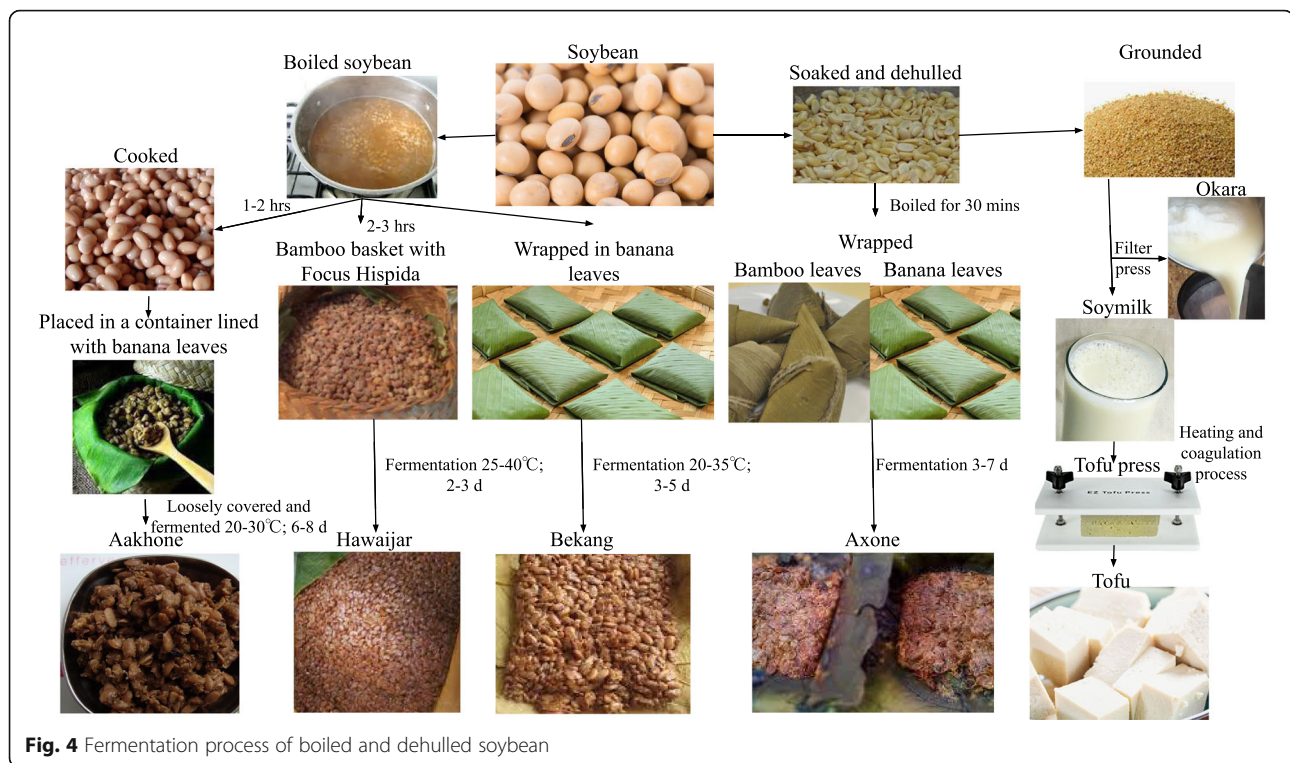 Soybean
Boiled soybean
Soaked and dehulled
Grounded
Cooked
1-2 hrs
2-3 hrs
Boiled for 30 mins
Okara
Filter
press
Bamboo basket with
Focus Hispida
Wrapped in banana
leaves
Wrapped
Bamboo leaves
Banana leaves
Soymilk
Placed in a container lined
with banana leaves
Fermentation 25-40℃;
2-3 d
Fermentation 20-35℃;
3-5 d
Fermentation 3-7 d
Heating and
coagulation
process
Tofu press
EZ Tofu Press
Loosely covered and
fermented 20-30℃; 6-8 d
Aakhone
Hawaijar
Bekang
Axone
Tofu
Fig. 4 Fermentation process of boiled and dehulled soybean